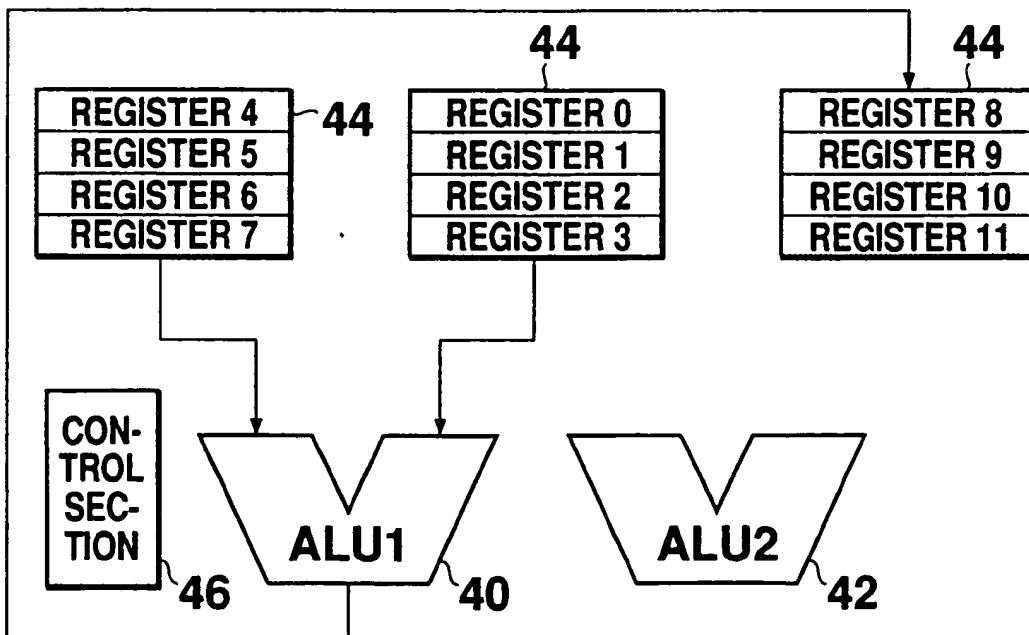 44
44
REGISTER 4
REGISTER 5
REGISTER 6
REGISTER 7
44
REGISTER 0
REGISTER 1
REGISTER 2
REGISTER 3
REGISTER 8
REGISTER 9
REGISTER 10
REGISTER 11
CON-
TROL
SEC-
TION
46
ALU1
40
ALU2
42